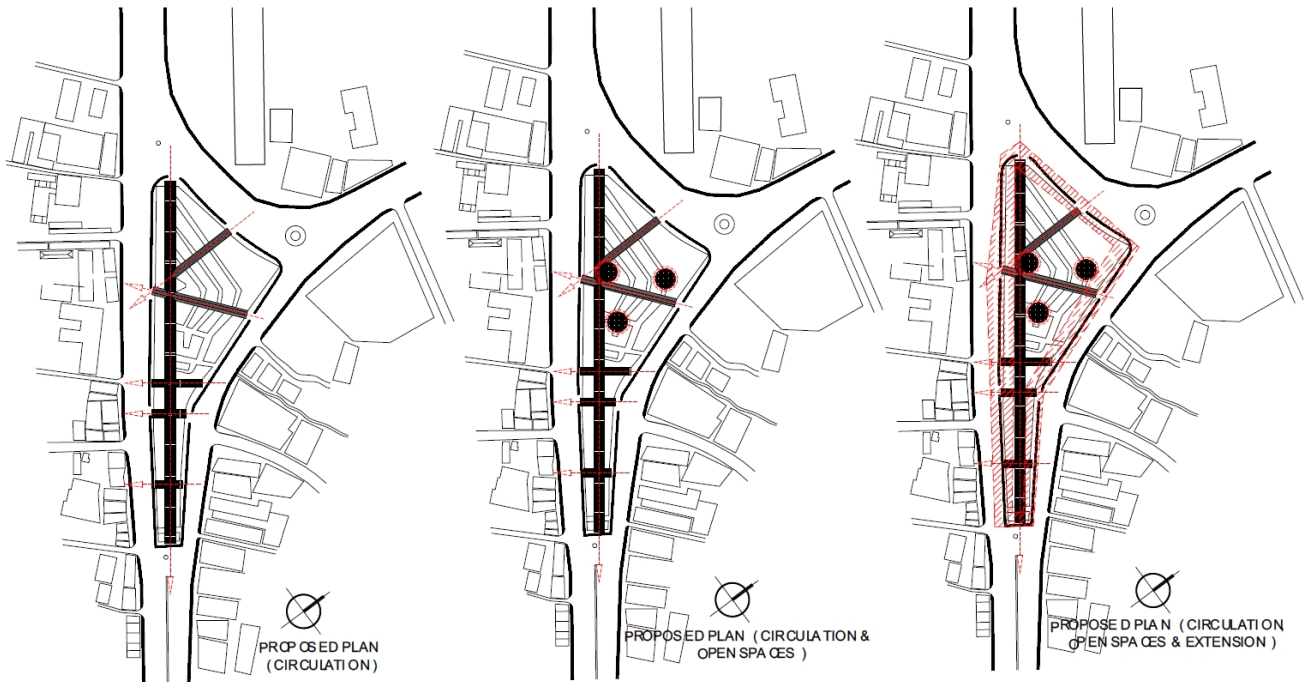 PROPOSED PLAN
(CIRCULATION)
PROPOSED PLAN (CIRCULATION &
OPEN SPACES )
PROPOSED PLAN (CIRCULATION,
OPEN SPACES & EXTENSION)